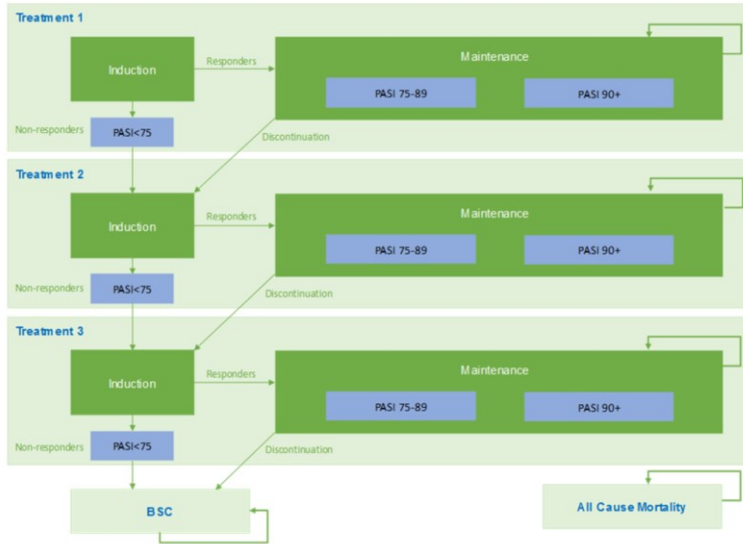 Treatment 1
Induction
Responders
Maintenance
PASI 75-89
PASI 90+
Non-responders
PASI<75
Discontinuation
Treatment 2
Induction
Responders
Maintenance
PASI 75-89
PASI 90+
Non-responders
PASI<75
Discontinuation
Treatment 3
Induction
Responders
Maintenance
PASI 75-89
PASI 90+
Non-responders
PASI<75
Discontinuation
BSC
All Cause Mortality